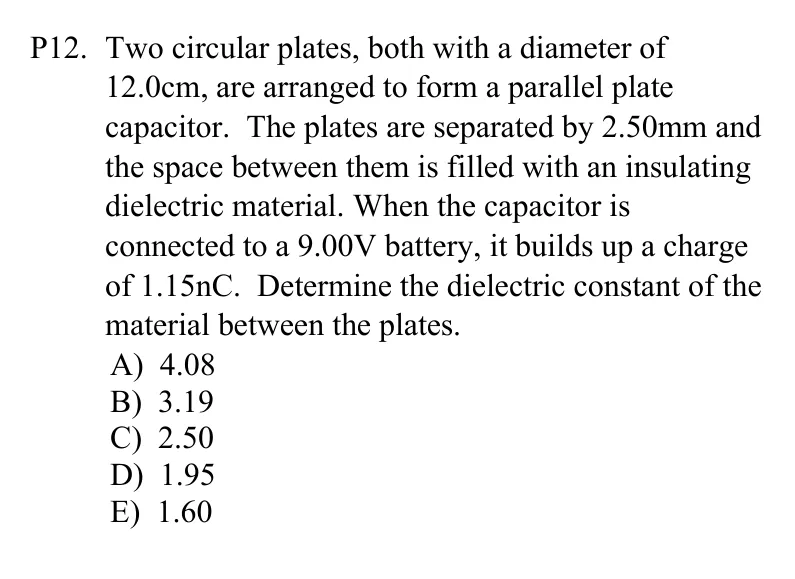 P12. Two circular plates, both with a diameter of
12.0cm, are arranged to form a parallel plate
capacitor. The plates are separated by 2.50mm and
the space between them is filled with an insulating
dielectric material. When the capacitor is
connected to a 9.00V battery, it builds up a charge
of 1.15nC. Determine the dielectric constant of the
material between the plates.
A) 4.08
B) 3.19
C) 2.50
D) 1.95
E) 1.60